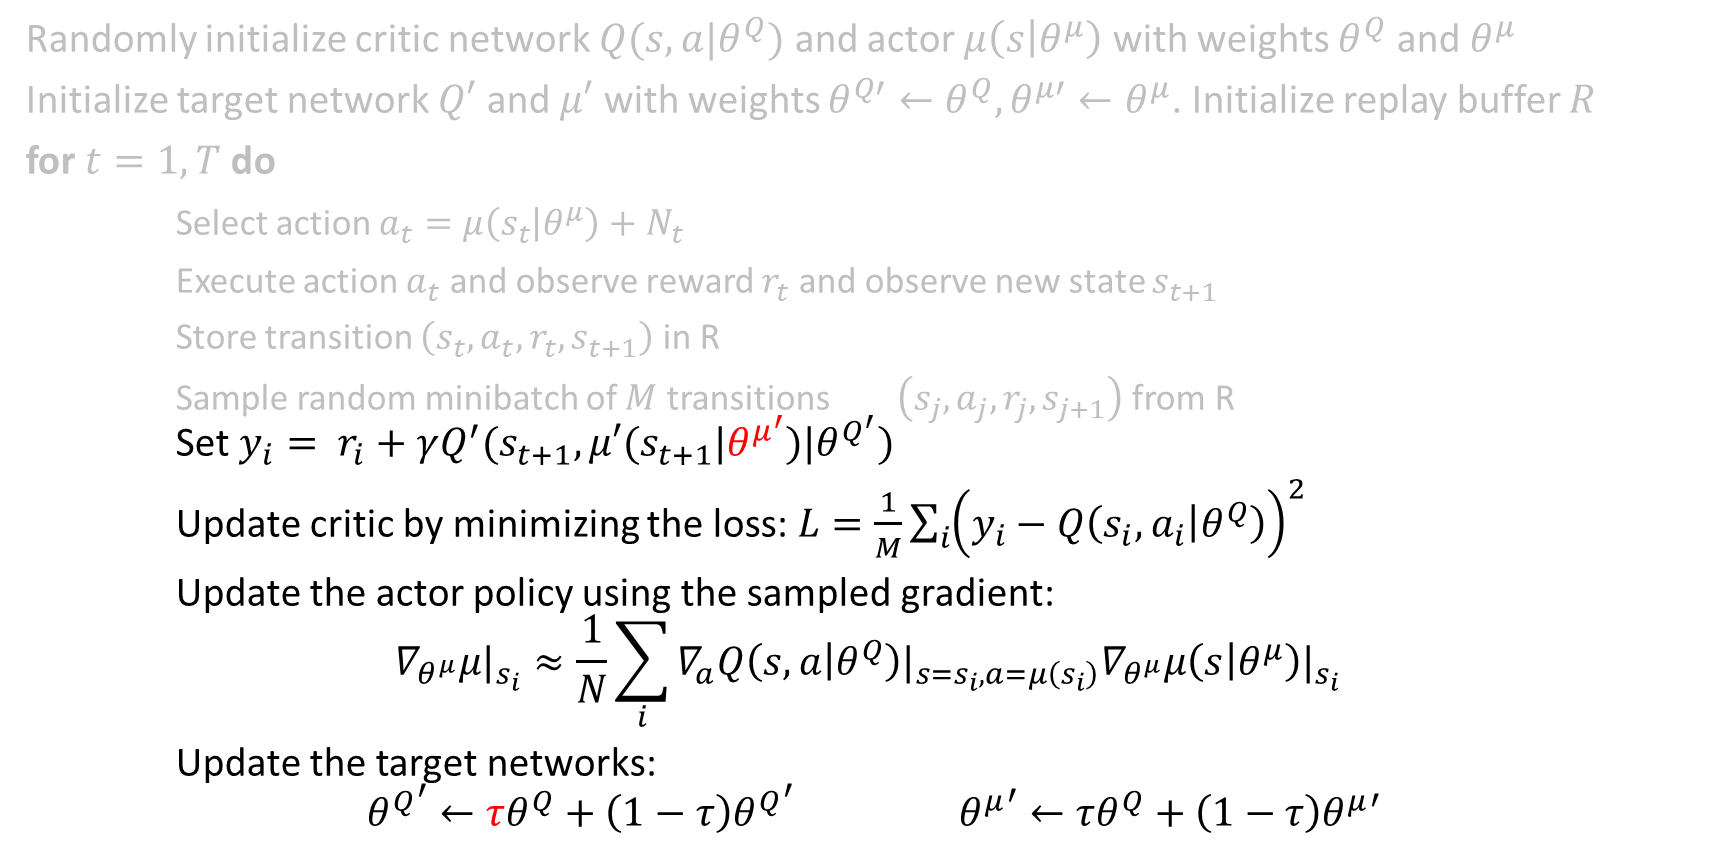 Randomly initialize critic network Q(s, a|θ^Q) and actor μ(s|θ^μ) with weights θ^Q and θ^μ
Initialize target network Q′ and μ′ with weights θ^Q′ ← θ^Q, θ^μ′ ← θ^μ. Initialize replay buffer R
for t = 1, T do
Select action a_t = μ(s_t|θ^μ) + N_t
Execute action a_t and observe reward r_t and observe new state s_{t+1}
Store transition (s_t, a_t, r_t, s_{t+1}) in R
Sample random minibatch of M transitions (s_j, a_j, r_j, s_{j+1}) from R
Set y_i = r_i + γQ′(s_{t+1}, μ′(s_{t+1}|θ^μ′)|θ^Q′)
Update critic by minimizing the loss: L = 1/M Σ_i (y_i − Q(s_i, a_i|θ^Q))^2
Update the actor policy using the sampled gradient:
∇_{θ^μ} μ|_{s_i} ≈ 1/N Σ_i ∇_a Q(s, a|θ^Q)|_{s=s_i,a=μ(s_i)} ∇_{θ^μ} μ(s|θ^μ)|_{s_i}
Update the target networks:
θ^Q′ ← τθ^Q + (1 − τ)θ^Q′ θ^μ′ ← τθ^Q + (1 − τ)θ^μ′